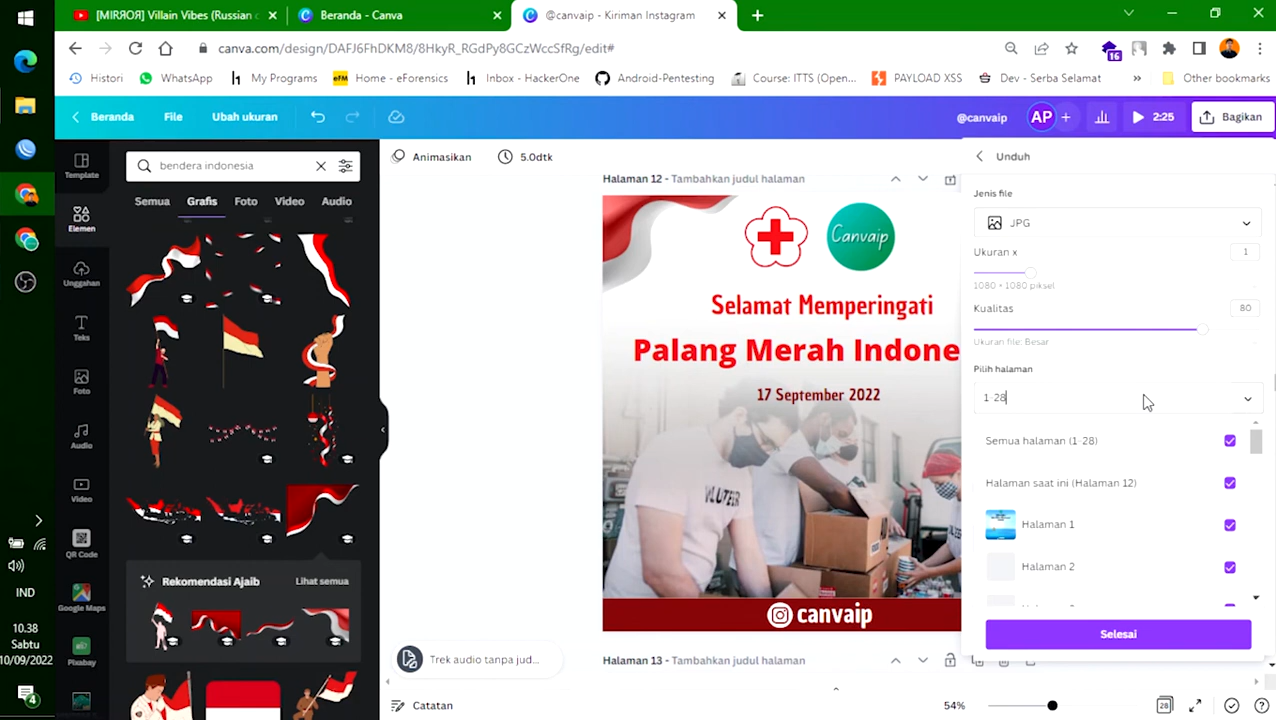 [MIRROЯ] Villain Vibes (Russian c
Beranda - Canva
@canvaip - Kiriman Instagram
canva.com/design/DAFJ6FhDKM8/8HkyR_RGdPy8GCzWccSfRg/edit#
16
Histori
WhatsApp
My Programs
eFM
Home - eForensics
Inbox - HackerOne
Android-Pentesting
Course: ITTS (Open...
PAYLOAD XSS
Dev - Serba Selamat
»
Other bookmarks
Beranda
File
Ubah ukuran
@canvaip
AP
2:25
Bagikan
Template
Elemen
Unggahan
Teks
Foto
Audio
Video
QR Code
Google Maps
Pixabay
bendera indonesia
Semua
Grafis
Foto
Video
Audio
Rekomendasi Ajaib
Lihat semua
Animasikan
5.0dtk
Halaman 12 - Tambahkan judul halaman
Canvaip
Selamat Memperingati
Palang Merah Indone
17 September 2022
VOLUTEER
canvaip
Halaman 13 - Tambahkan judul halaman
Trek audio tanpa jud...
Catatan
54%
28
Unduh
Jenis file
JPG
Ukuran x
1
1080 × 1080 piksel
Kualitas
80
Ukuran file: Besar
Pilih halaman
1-28
Semua halaman (1-28)
Halaman saat ini (Halaman 12)
Halaman 1
Halaman 2
Selesai
IND
10.38
Sabtu
10/09/2022
4